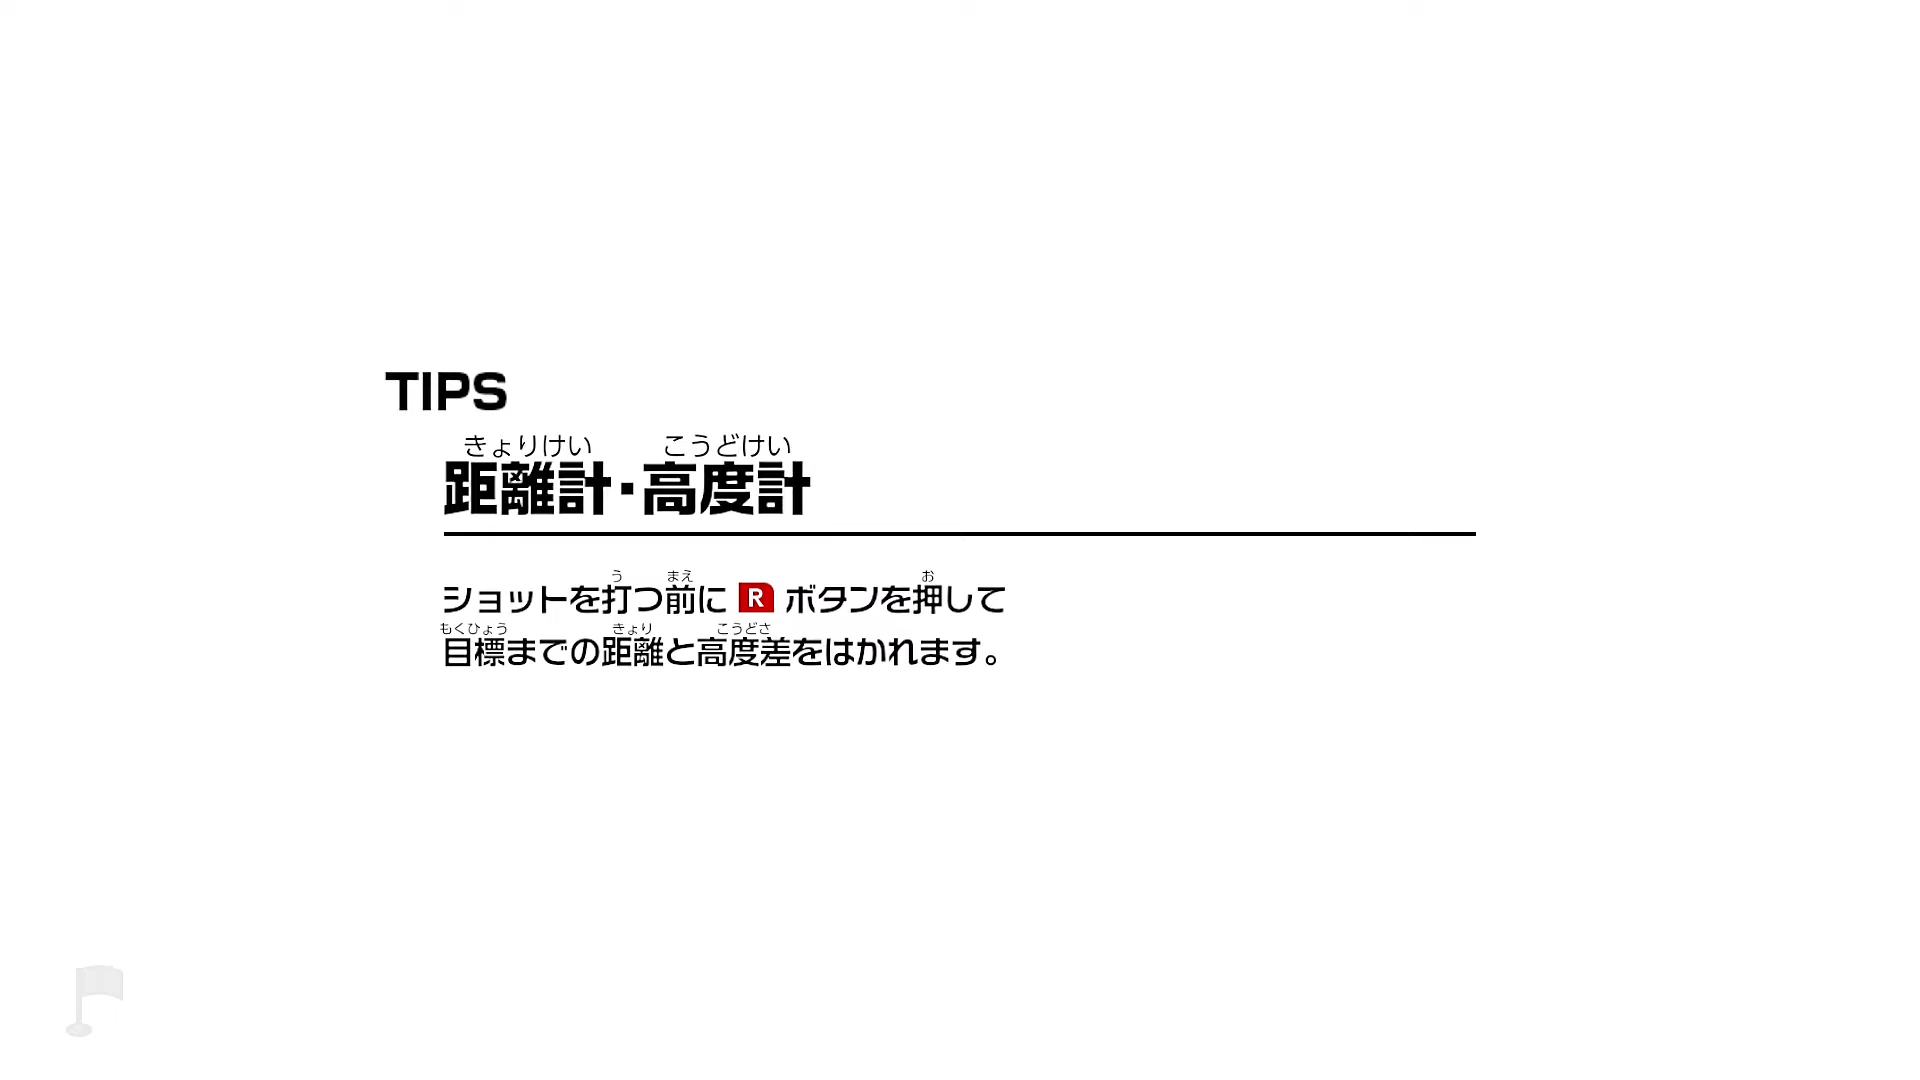 TIPS
きょりけい こうどけい
距離計・高度計
う まえ お
ショットを打つ前に R ボタンを押して
もくひょう きょり こうどさ
目標までの距離と高度差をはかれます。